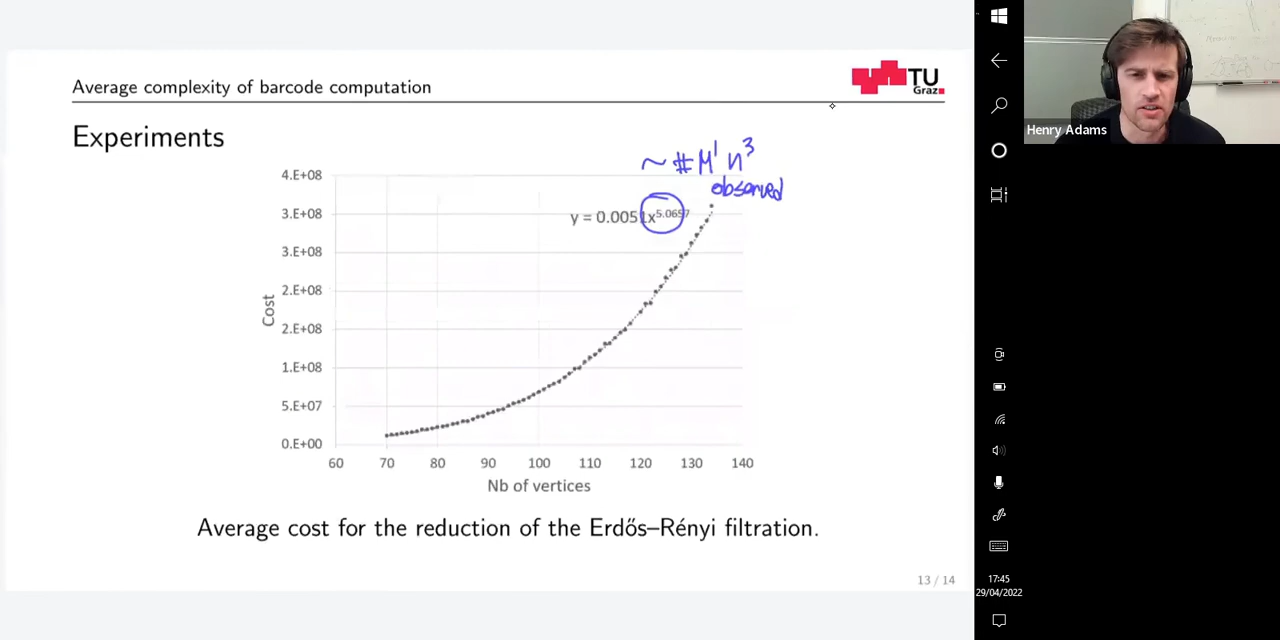 Average complexity of barcode computation
TU
Graz
Experiments
~ #M' n³
observed
y = 0.0051x^5.0657
4.E+08
3.E+08
3.E+08
2.E+08
2.E+08
1.E+08
5.E+07
0.E+00
Cost
60 70 80 90 100 110 120 130 140
Nb of vertices
Average cost for the reduction of the Erdős–Rényi filtration.
13 / 14
Henry Adams
17:45
29/04/2022